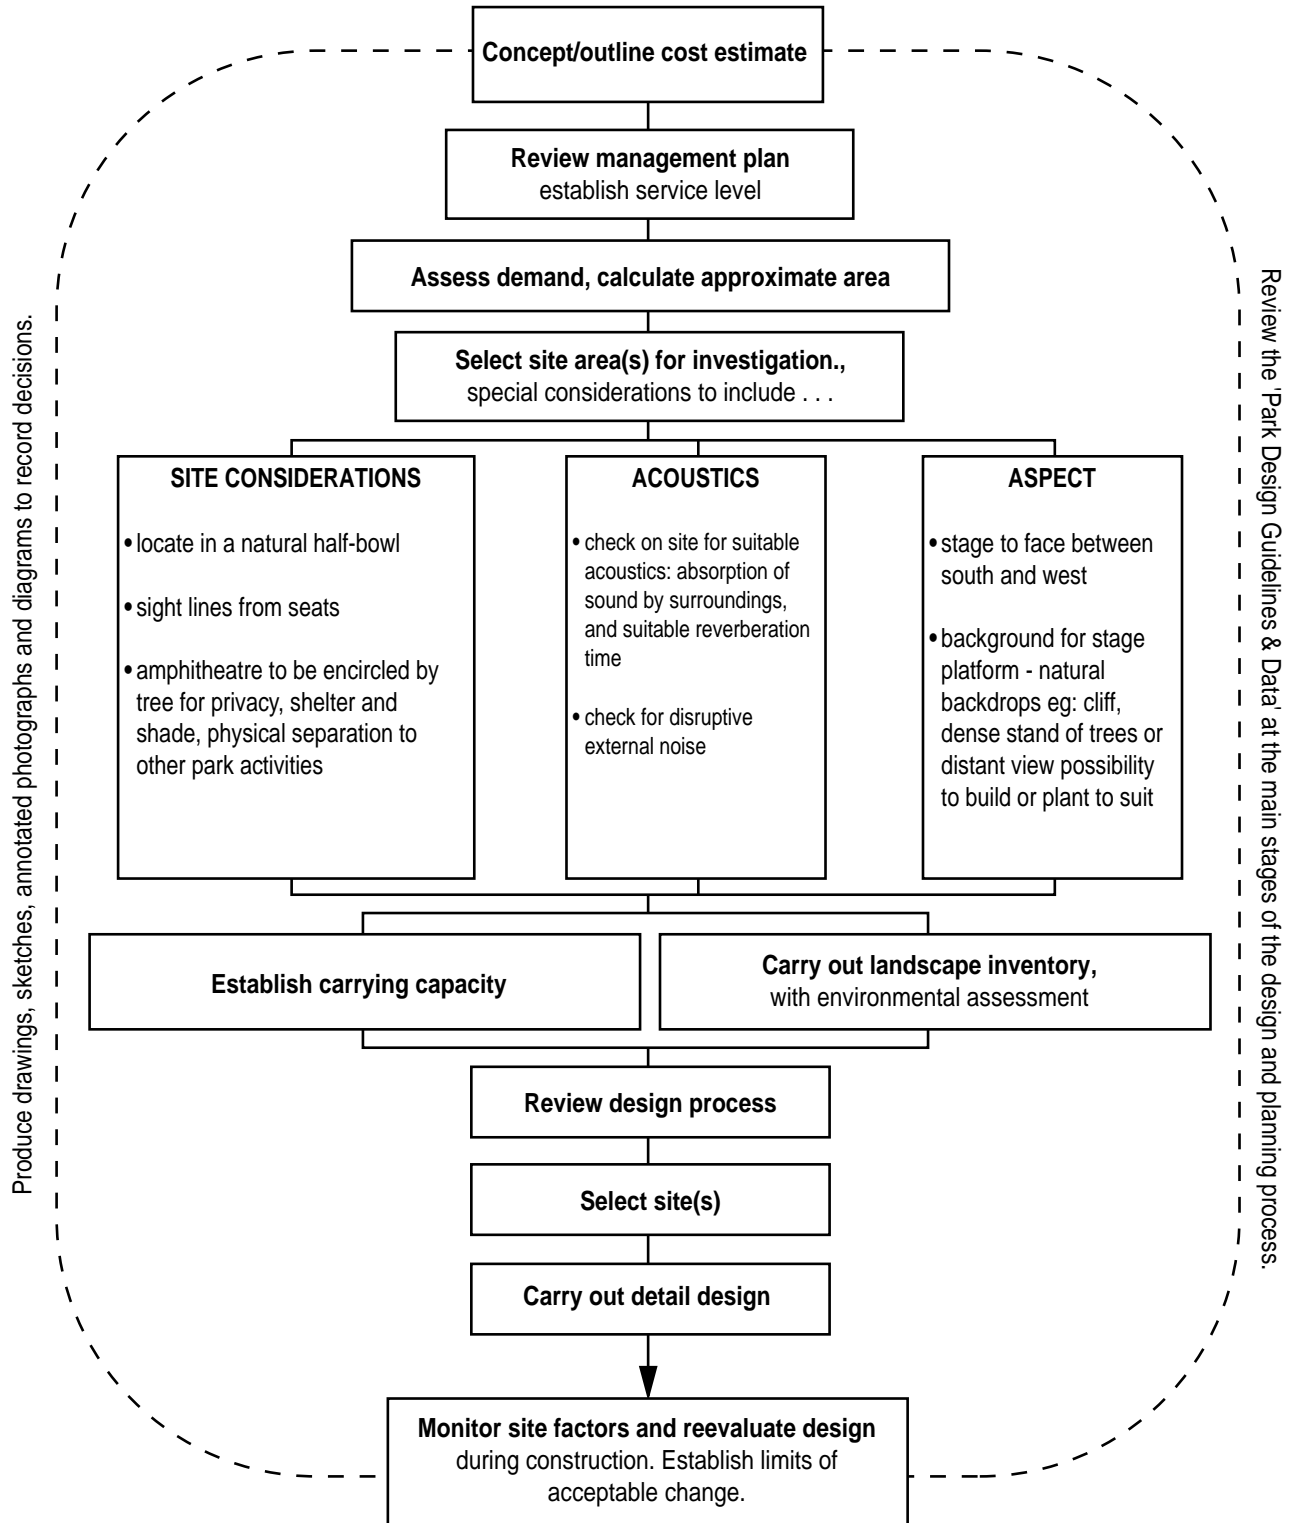 Concept/outline cost estimate
Review management plan
establish service level
Assess demand, calculate approximate area
Select site area(s) for investigation.,
special considerations to include . . .
SITE CONSIDERATIONS
• locate in a natural half-bowl
• sight lines from seats
• amphitheatre to be encircled by
tree for privacy, shelter and
shade, physical separation to
other park activities
ACOUSTICS
• check on site for suitable
acoustics: absorption of
sound by surroundings,
and suitable reverberation
time
• check for disruptive
external noise
ASPECT
• stage to face between
south and west
• background for stage
platform - natural
backdrops eg: cliff,
dense stand of trees or
distant view possibility
to build or plant to suit
Establish carrying capacity
Carry out landscape inventory,
with environmental assessment
Review design process
Select site(s)
Carry out detail design
Monitor site factors and reevaluate design
during construction. Establish limits of
acceptable change.
Produce drawings, sketches, annotated photographs and diagrams to record decisions.
Review the 'Park Design Guidelines & Data' at the main stages of the design and planning process.